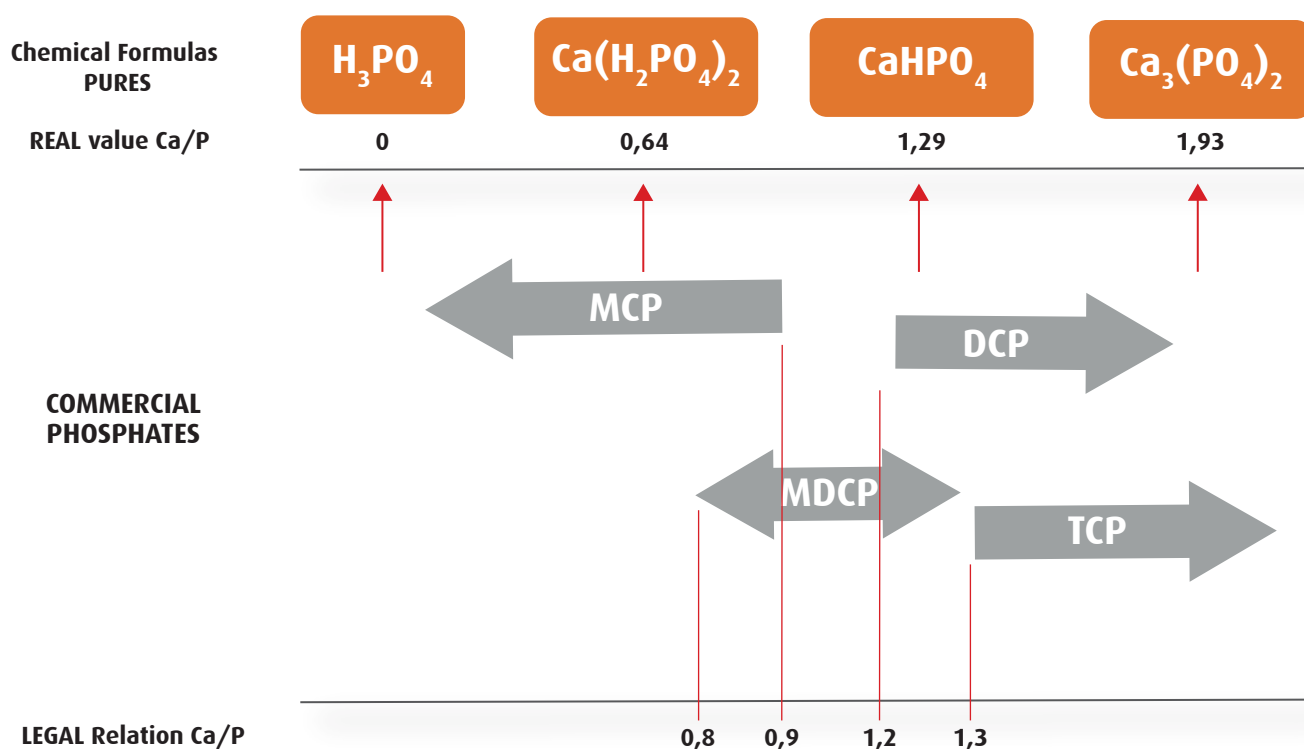 Chemical Formulas
PURES
H₃PO₄
Ca(H₂PO₄)₂
CaHPO₄
Ca₃(PO₄)₂
REAL value Ca/P
0
0,64
1,29
1,93
MCP
DCP
COMMERCIAL
PHOSPHATES
MDCP
TCP
LEGAL Relation Ca/P
0,8
0,9
1,2
1,3